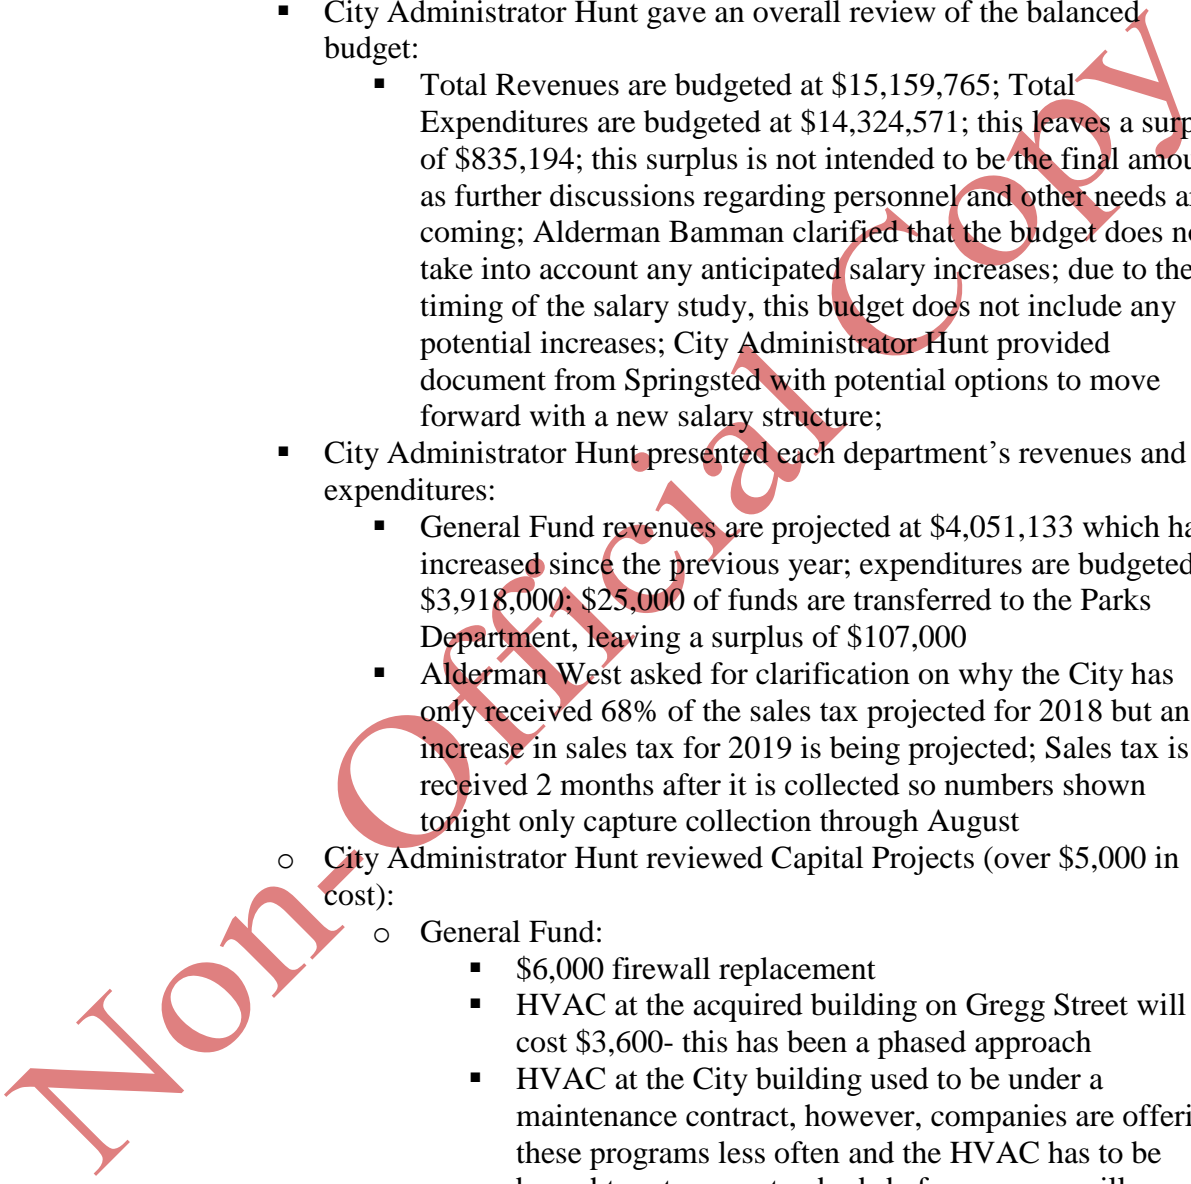 ▪ City Administrator Hunt gave an overall review of the balanced
budget:
▪ Total Revenues are budgeted at $15,159,765; Total
Expenditures are budgeted at $14,324,571; this leaves a surp
of $835,194; this surplus is not intended to be the final amou
as further discussions regarding personnel and other needs a
coming; Alderman Bamman clarified that the budget does no
take into account any anticipated salary increases; due to the
timing of the salary study, this budget does not include any
potential increases; City Administrator Hunt provided
document from Springsted with potential options to move
forward with a new salary structure;
▪ City Administrator Hunt presented each department’s revenues and
expenditures:
▪ General Fund revenues are projected at $4,051,133 which ha
increased since the previous year; expenditures are budgeted
$3,918,000; $25,000 of funds are transferred to the Parks
Department, leaving a surplus of $107,000
▪ Alderman West asked for clarification on why the City has
only received 68% of the sales tax projected for 2018 but an
increase in sales tax for 2019 is being projected; Sales tax is
received 2 months after it is collected so numbers shown
tonight only capture collection through August
o City Administrator Hunt reviewed Capital Projects (over $5,000 in
cost):
o General Fund:
▪ $6,000 firewall replacement
▪ HVAC at the acquired building on Gregg Street will
cost $3,600- this has been a phased approach
▪ HVAC at the City building used to be under a
maintenance contract, however, companies are offeri
these programs less often and the HVAC has to be
Non-Official Copy